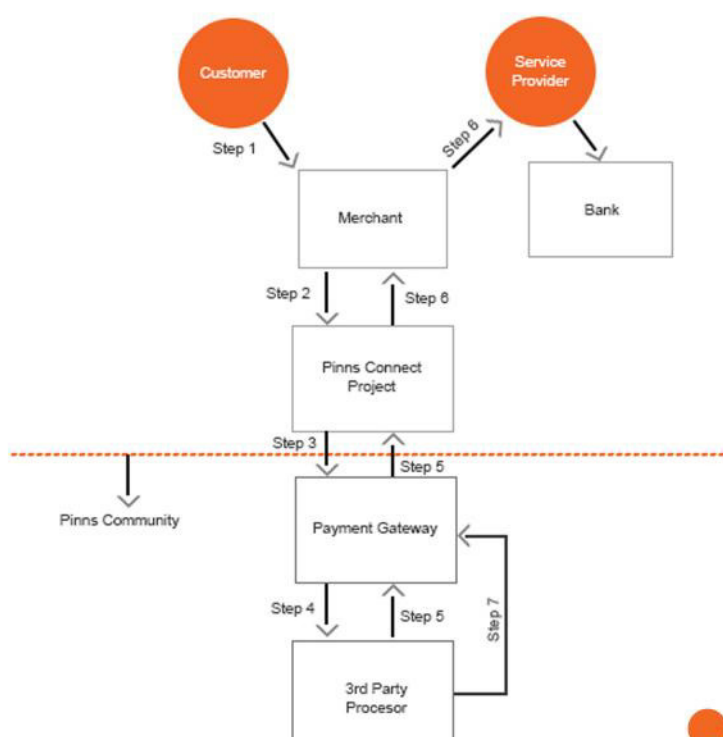 Customer
Service
Provider
Step 1
Step 6
Merchant
Bank
Step 2
Step 6
Pinns Connect
Project
Step 3
Step 5
Pinns Community
Payment Gateway
Step 4
Step 5
Step 7
3rd Party
Procesor